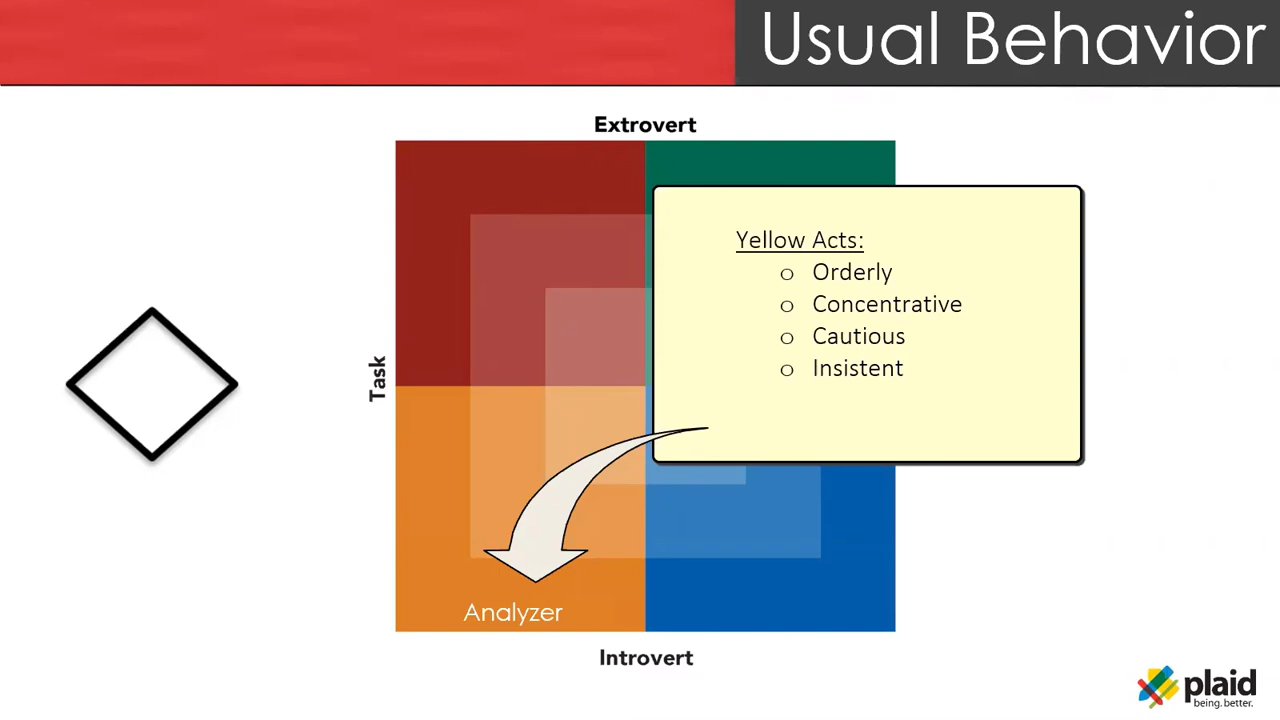 Usual Behavior
Extrovert
Yellow Acts:
o Orderly
o Concentrative
o Cautious
o Insistent
Task
Analyzer
Introvert
plaid
being. better.